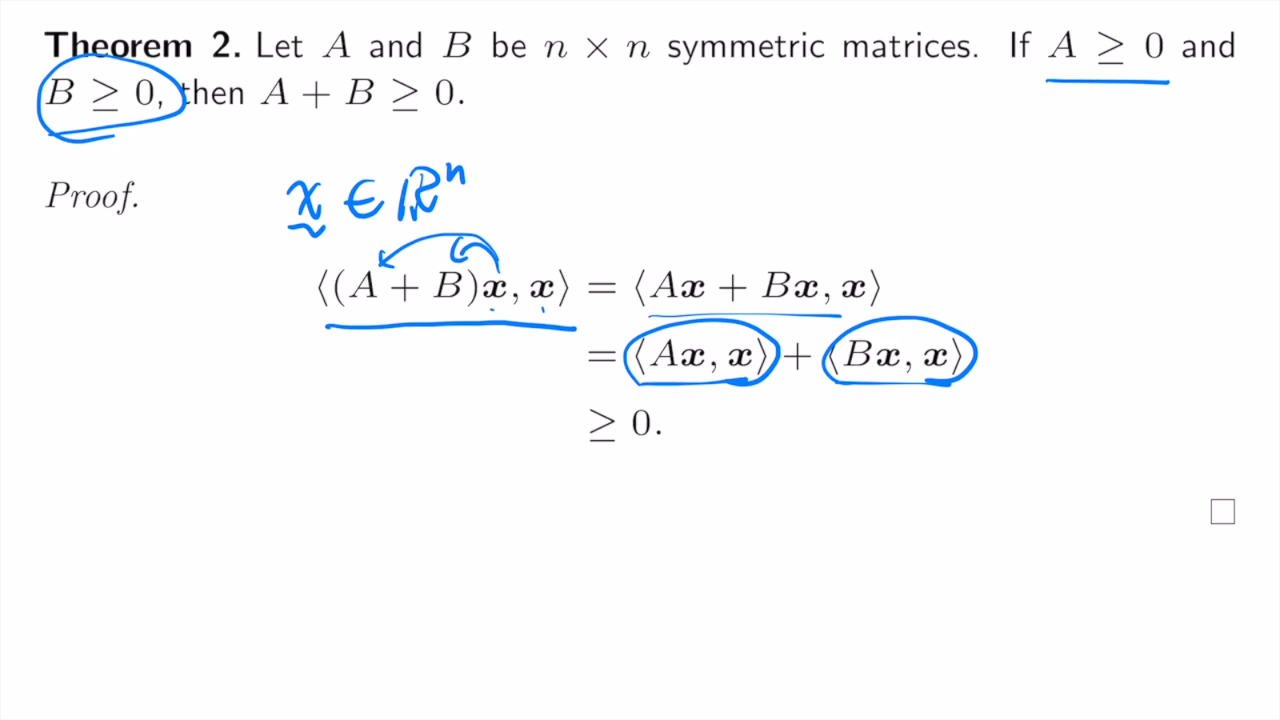 Theorem 2. Let A and B be n × n symmetric matrices. If A ≥ 0 and
B ≥ 0, then A + B ≥ 0.
Proof.
x ∈ ℝⁿ
⟨(A + B)x, x⟩ = ⟨Ax + Bx, x⟩
= ⟨Ax, x⟩ + ⟨Bx, x⟩
≥ 0.
□